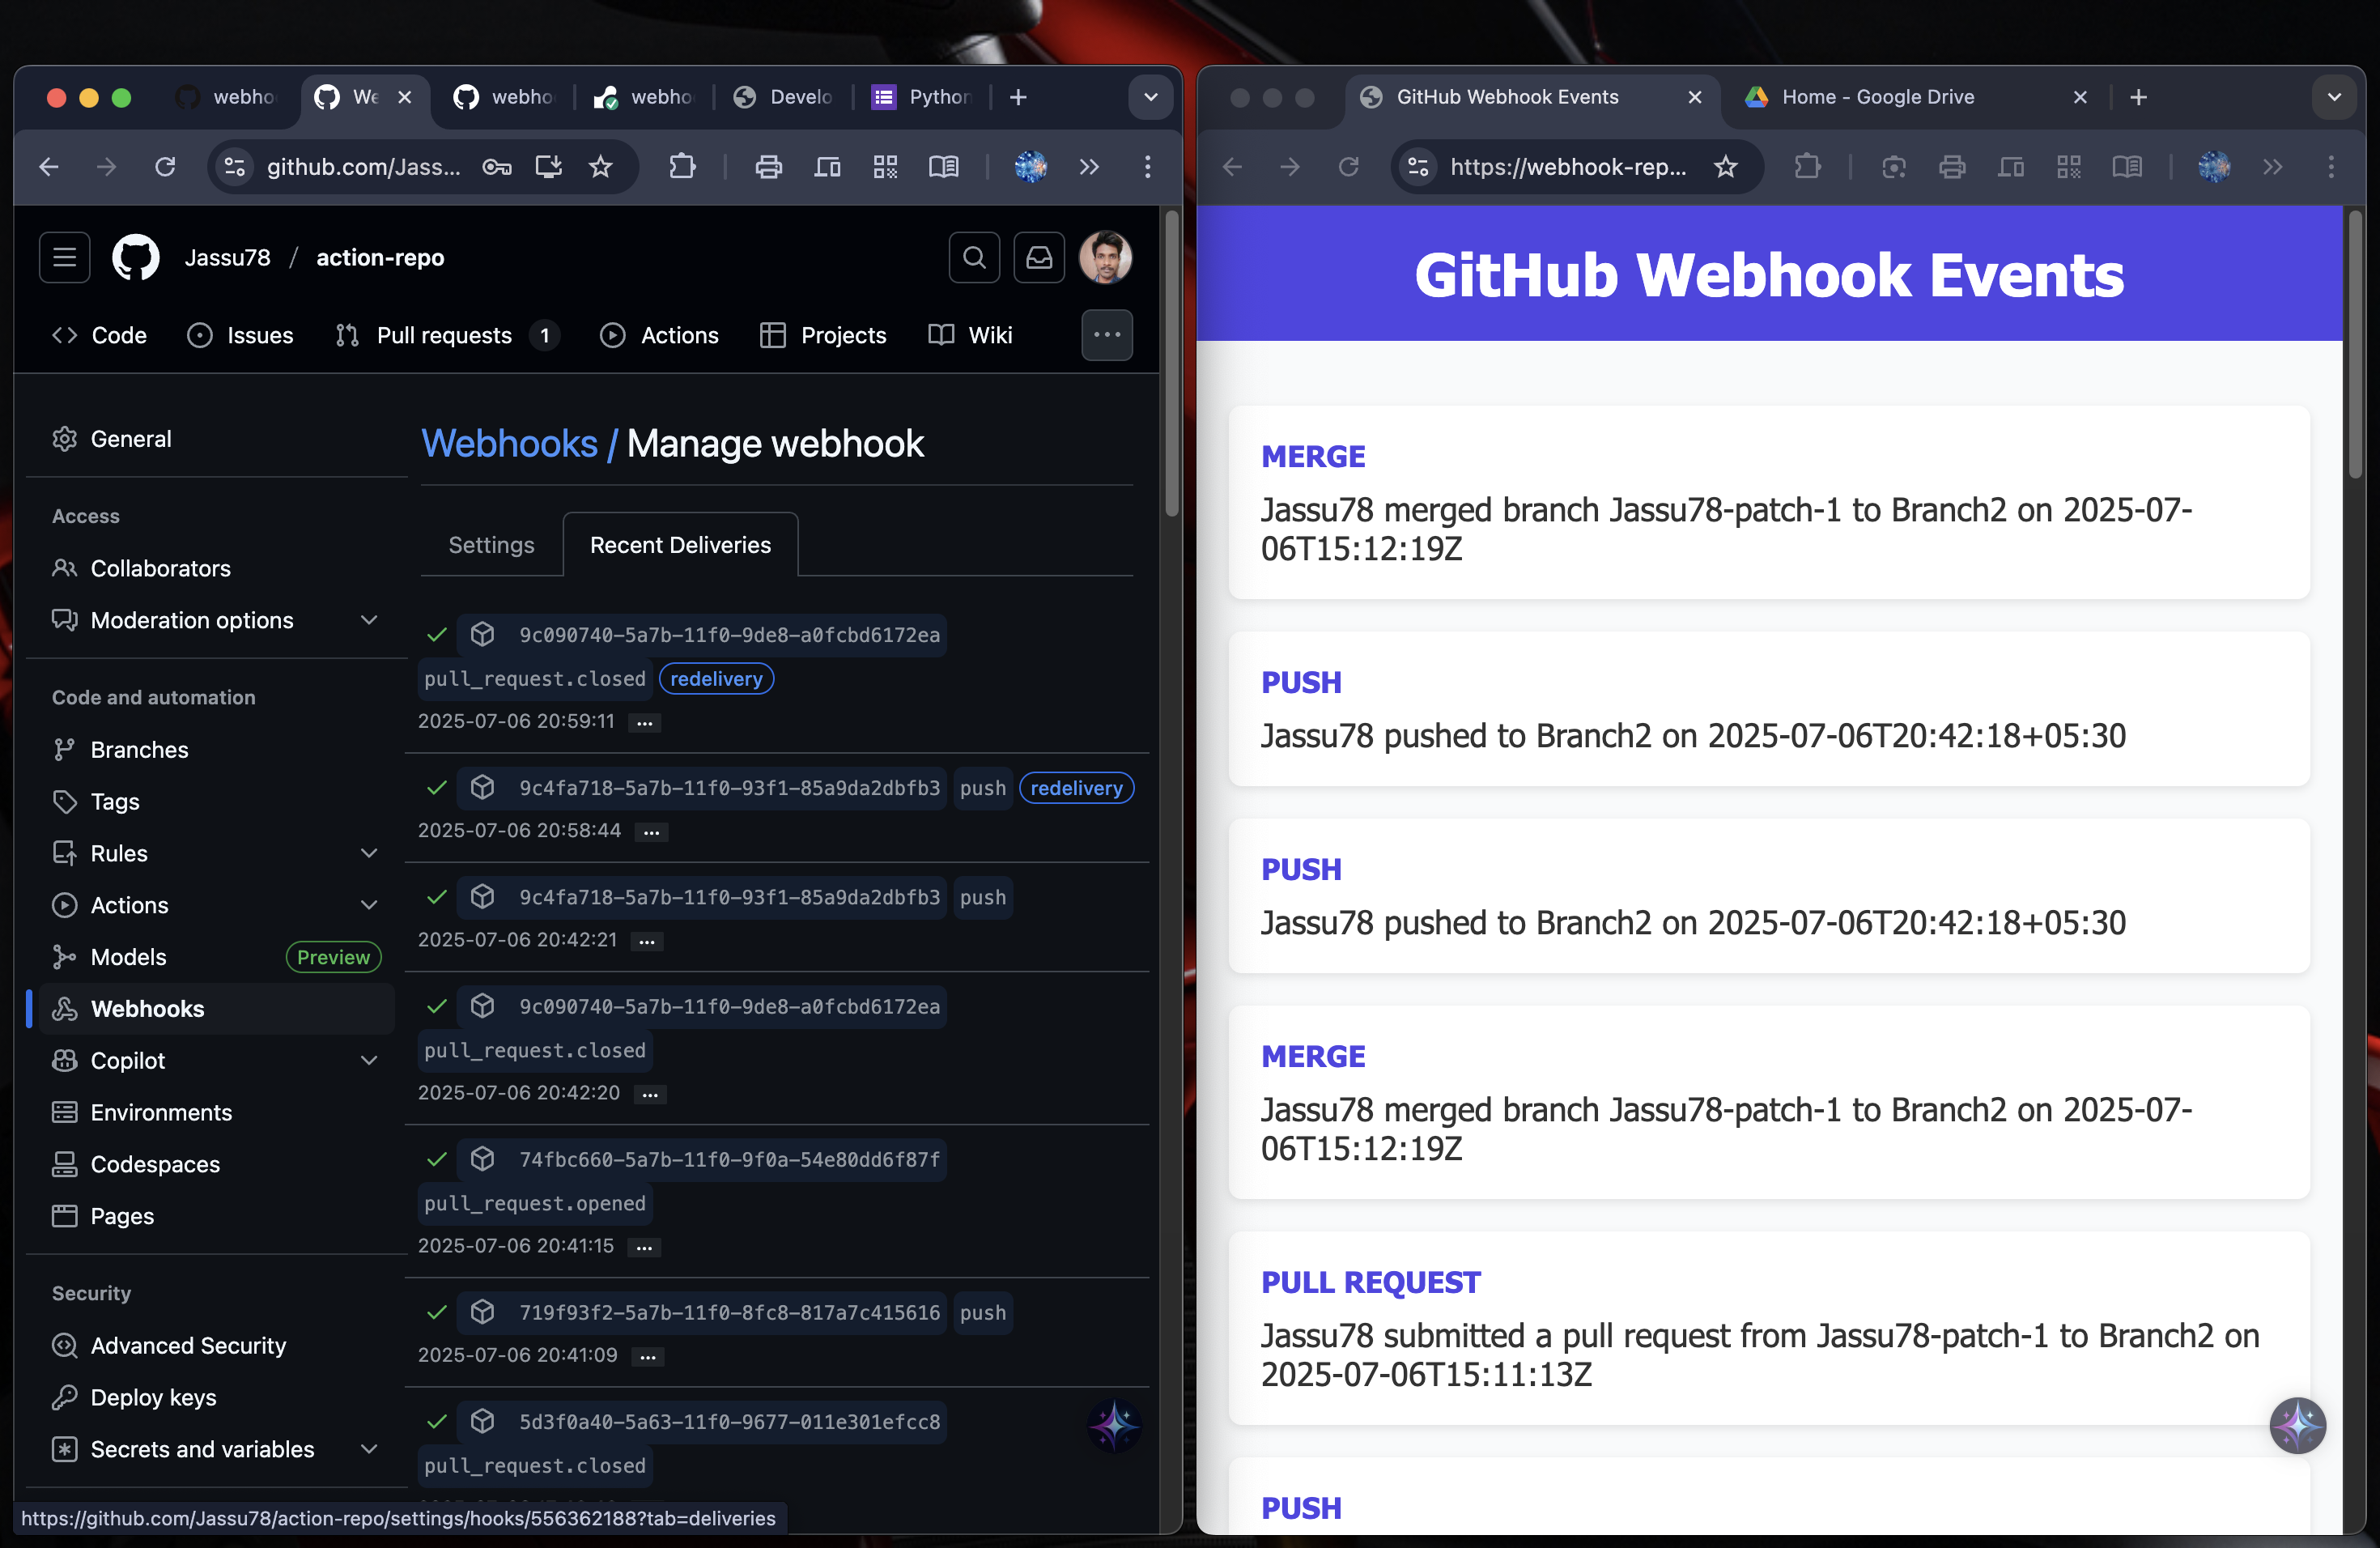 webho
We
webho
webho
Develo
Python
github.com/Jass...
Jassu78 / action-repo
Code
Issues
Pull requests 1
Actions
Projects
Wiki
General
Access
Collaborators
Moderation options
Code and automation
Branches
Tags
Rules
Actions
Models Preview
Webhooks
Copilot
Environments
Codespaces
Pages
Security
Advanced Security
Deploy keys
Secrets and variables
Webhooks / Manage webhook
Settings
Recent Deliveries
9c090740-5a7b-11f0-9de8-a0fcbd6172ea
pull_request.closed redelivery
2025-07-06 20:59:11 ...
9c4fa718-5a7b-11f0-93f1-85a9da2dbfb3 push redelivery
2025-07-06 20:58:44 ...
9c4fa718-5a7b-11f0-93f1-85a9da2dbfb3 push
2025-07-06 20:42:21 ...
9c090740-5a7b-11f0-9de8-a0fcbd6172ea
pull_request.closed
2025-07-06 20:42:20 ...
74fbc660-5a7b-11f0-9f0a-54e80dd6f87f
pull_request.opened
2025-07-06 20:41:15 ...
719f93f2-5a7b-11f0-8fc8-817a7c415616 push
2025-07-06 20:41:09 ...
5d3f0a40-5a63-11f0-9677-011e301efcc8
pull_request.closed
https://github.com/Jassu78/action-repo/settings/hooks/556362188?tab=deliveries
GitHub Webhook Events
Home - Google Drive
https://webhook-rep...
GitHub Webhook Events
MERGE
Jassu78 merged branch Jassu78-patch-1 to Branch2 on 2025-07-
06T15:12:19Z
PUSH
Jassu78 pushed to Branch2 on 2025-07-06T20:42:18+05:30
PUSH
Jassu78 pushed to Branch2 on 2025-07-06T20:42:18+05:30
MERGE
Jassu78 merged branch Jassu78-patch-1 to Branch2 on 2025-07-
06T15:12:19Z
PULL REQUEST
Jassu78 submitted a pull request from Jassu78-patch-1 to Branch2 on
2025-07-06T15:11:13Z
PUSH